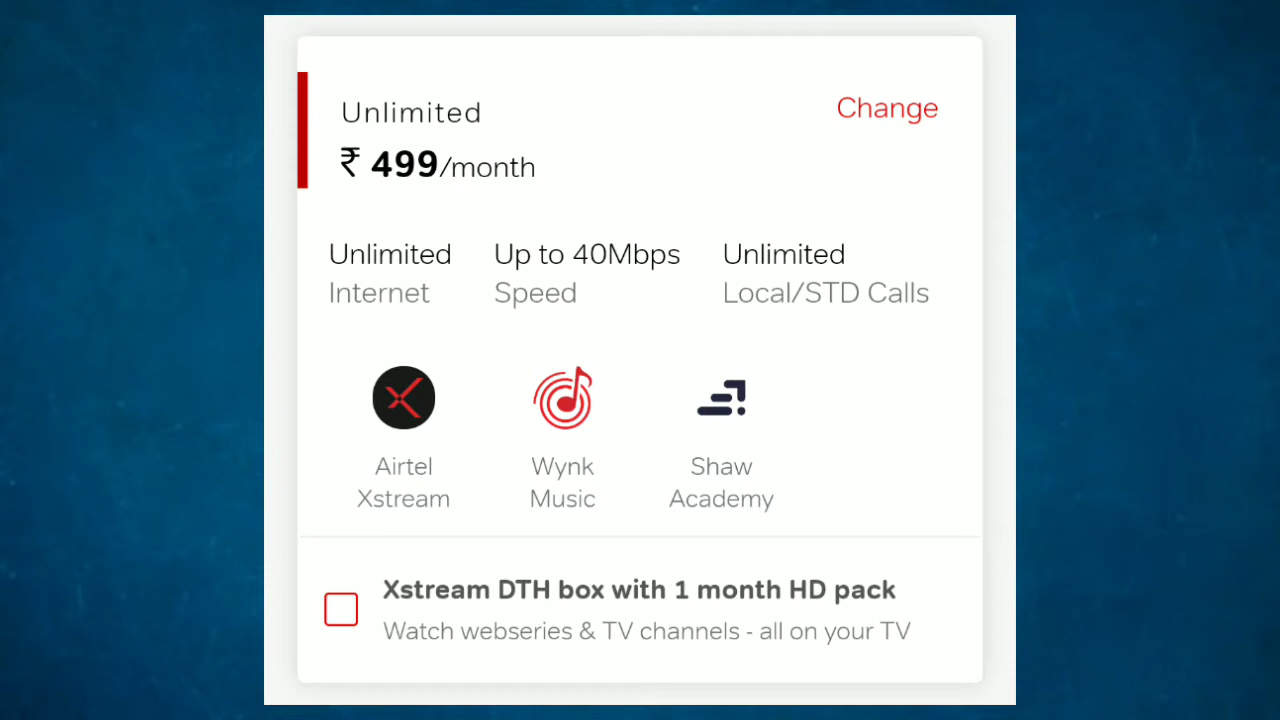 Unlimited
Change
₹ 499/month
Unlimited Up to 40Mbps Unlimited
Internet Speed Local/STD Calls
Airtel Wynk Shaw
Xstream Music Academy
Xstream DTH box with 1 month HD pack
Watch webseries & TV channels - all on your TV